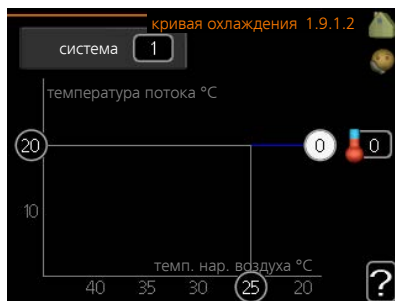 кривая охлаждения 1.9.1.2
система 1
температура потока °C
20 0 0
10
темп. нар. воздуха °C
40 35 30 25 20
?